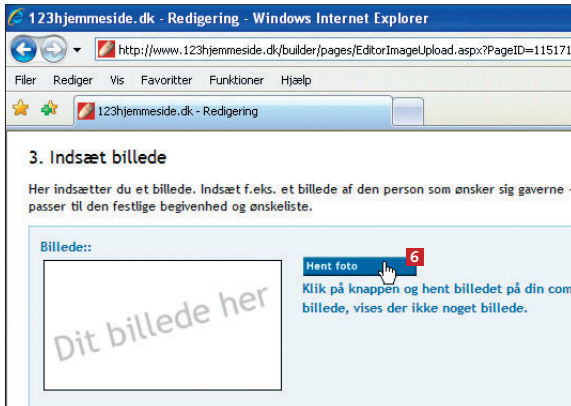 123hjemmeside.dk - Redigering - Windows Internet Explorer
http://www.123hjemmeside.dk/builder/pages/EditorImageUpload.aspx?PageID=115171
Filer Rediger Vis Favoritter Funktioner Hjælp
123hjemmeside.dk - Redigering
3. Indsæt billede
Her indsætter du et billede. Indsæt f.eks. et billede af den person som ønsker sig gaverne -
passer til den festlige begivenhed og ønskeliste.
Billede::
Hent foto 6
Klik på knappen og hent billedet på din com
billede, vises der ikke noget billede.
Dit billede her